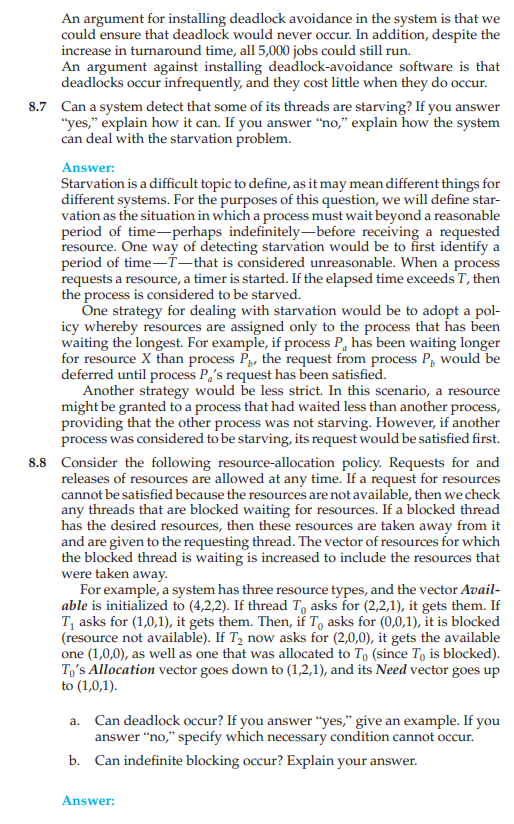 An argument for installing deadlock avoidance in the system is that we
could ensure that deadlock would never occur. In addition, despite the
increase in turnaround time, all 5,000 jobs could still run.
An argument against installing deadlock-avoidance software is that
deadlocks occur infrequently, and they cost little when they do occur.
8.7 Can a system detect that some of its threads are starving? If you answer
“yes,” explain how it can. If you answer “no,” explain how the system
can deal with the starvation problem.
Answer:
Starvation is a difficult topic to define, as it may mean different things for
different systems. For the purposes of this question, we will define star-
vation as the situation in which a process must wait beyond a reasonable
period of time—perhaps indefinitely—before receiving a requested
resource. One way of detecting starvation would be to first identify a
period of time—T—that is considered unreasonable. When a process
requests a resource, a timer is started. If the elapsed time exceeds T, then
the process is considered to be starved.
One strategy for dealing with starvation would be to adopt a pol-
icy whereby resources are assigned only to the process that has been
waiting the longest. For example, if process Pₐ has been waiting longer
for resource X than process P_b, the request from process P_b would be
deferred until process Pₐ’s request has been satisfied.
Another strategy would be less strict. In this scenario, a resource
might be granted to a process that had waited less than another process,
providing that the other process was not starving. However, if another
process was considered to be starving, its request would be satisfied first.
8.8 Consider the following resource-allocation policy. Requests for and
releases of resources are allowed at any time. If a request for resources
cannot be satisfied because the resources are not available, then we check
any threads that are blocked waiting for resources. If a blocked thread
has the desired resources, then these resources are taken away from it
and are given to the requesting thread. The vector of resources for which
the blocked thread is waiting is increased to include the resources that
were taken away.
For example, a system has three resource types, and the vector Avail-
able is initialized to (4,2,2). If thread T₀ asks for (2,2,1), it gets them. If
T₁ asks for (1,0,1), it gets them. Then, if T₀ asks for (0,0,1), it is blocked
(resource not available). If T₂ now asks for (2,0,0), it gets the available
one (1,0,0), as well as one that was allocated to T₀ (since T₀ is blocked).
T₀’s Allocation vector goes down to (1,2,1), and its Need vector goes up
to (1,0,1).
a. Can deadlock occur? If you answer “yes,” give an example. If you
answer “no,” specify which necessary condition cannot occur.
b. Can indefinite blocking occur? Explain your answer.
Answer: